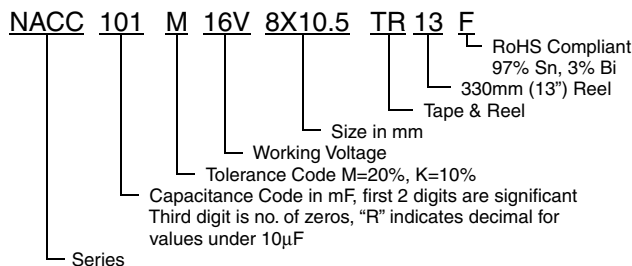 NACC 101 M 16V 8X10.5 TR 13 F
RoHS Compliant
97% Sn, 3% Bi
330mm (13”) Reel
Tape & Reel
Size in mm
Working Voltage
Tolerance Code M=20%, K=10%
Capacitance Code in mF, first 2 digits are significant
Third digit is no. of zeros, “R” indicates decimal for
values under 10µF
Series